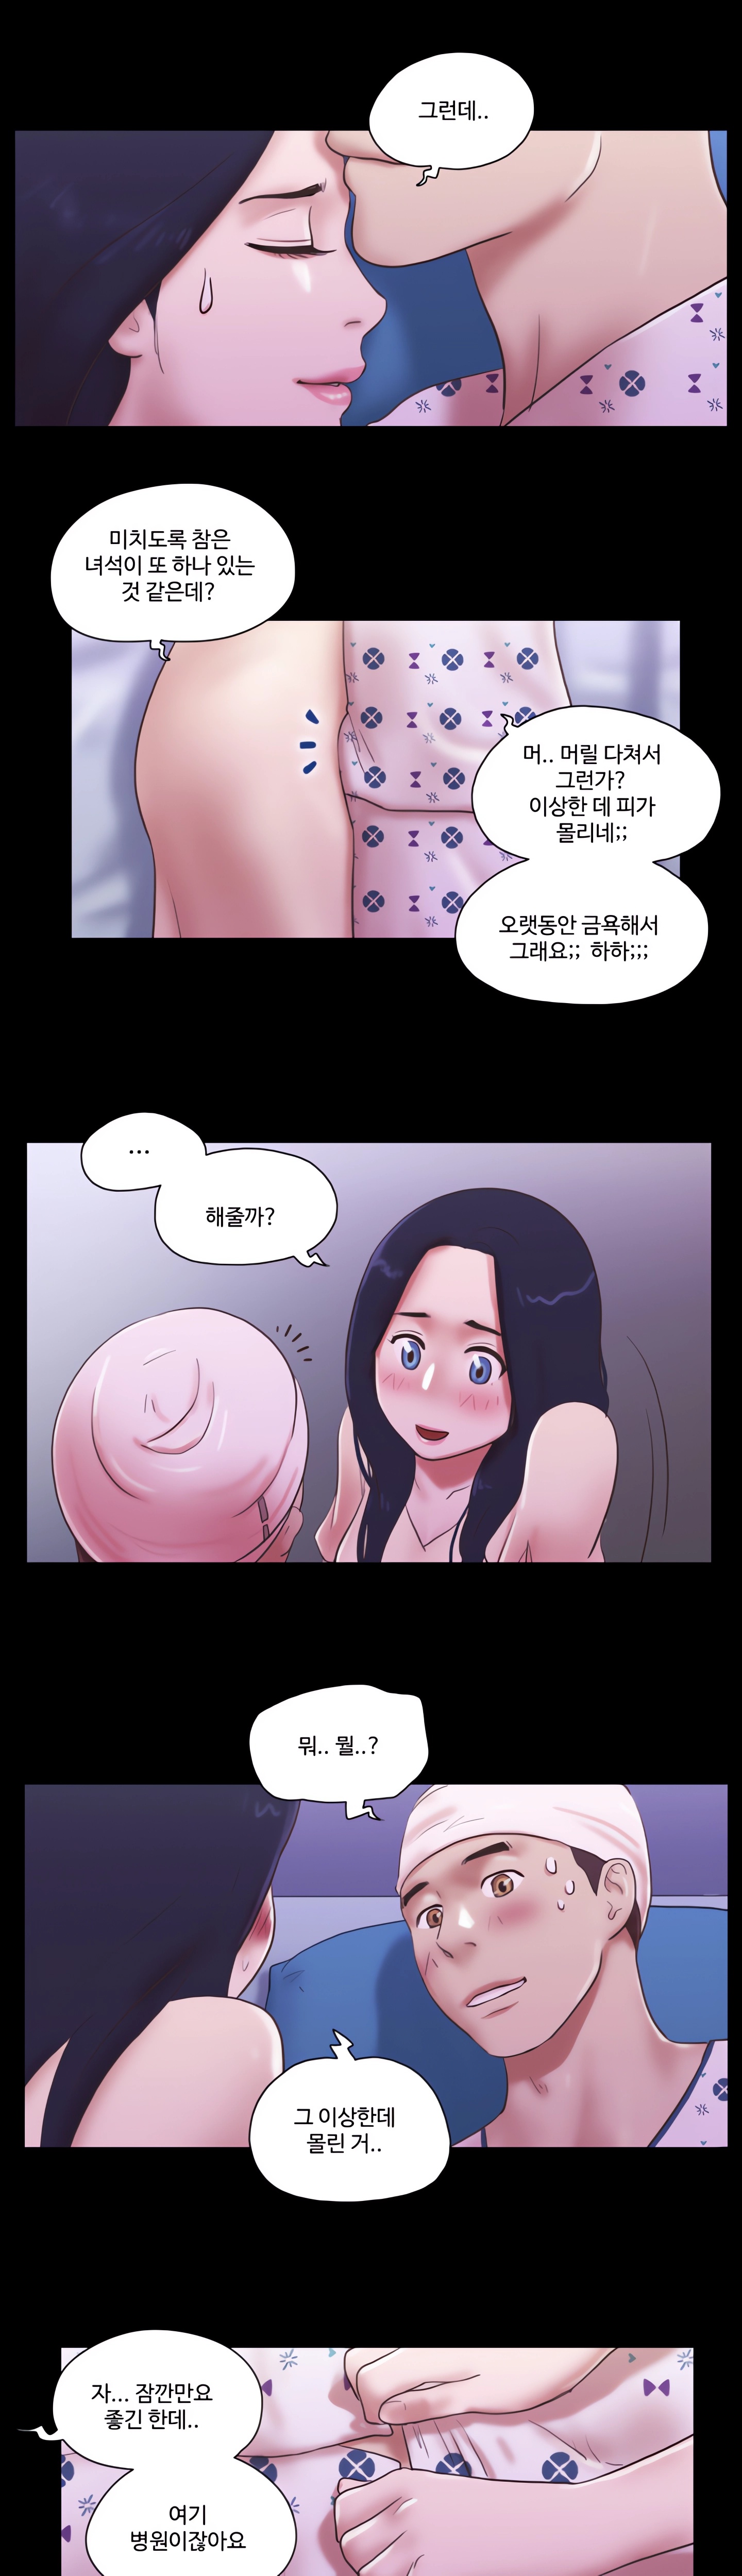 그런데..
미치도록 참은
녀석이 또 하나 있는
것 같은데?
머.. 머릴 다쳐서
그런가?
이상한 데 피가
몰리네;;
오랫동안 금욕해서
그래요;; 하하;;;
...
해줄까?
뭐.. 뭘..?
그 이상한데
몰린 거..
자... 잠깐만요
좋긴 한데..
여기
병원이잖아요